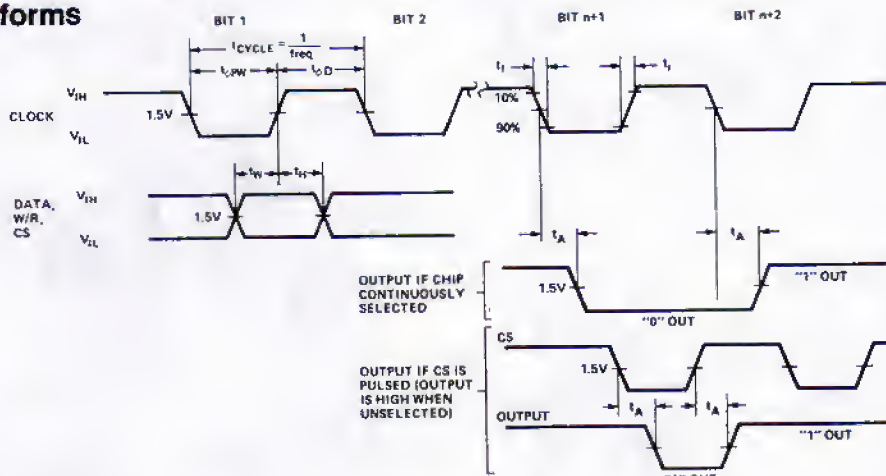 forms
BIT 1
BIT 2
BIT n+1
BIT n+2
tCYCLE = 1/freq
tφPW
tφD
tf
tr
CLOCK
VIH
1.5V
VIL
10%
90%
tW
tH
DATA,
W/R,
CS
VIH
1.5V
VIL
tA
tA
OUTPUT IF CHIP
CONTINUOUSLY
SELECTED
1.5V
"0" OUT
"1" OUT
CS
OUTPUT IF CS IS
PULSED (OUTPUT
IS HIGH WHEN
UNSELECTED)
1.5V
tA
tA
OUTPUT
"1" OUT